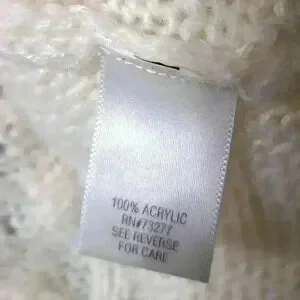 100% ACRYLIC
RN#73277
SEE REVERSE
FOR CARE